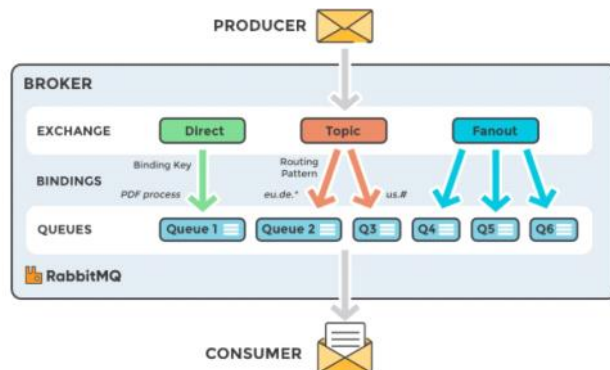 PRODUCER
BROKER
EXCHANGE
Direct
Topic
Fanout
Binding Key
Routing
Pattern
BINDINGS
PDF process
eu.de.*
us.#
QUEUES
Queue 1
Queue 2
Q3
Q4
Q5
Q6
RabbitMQ
CONSUMER